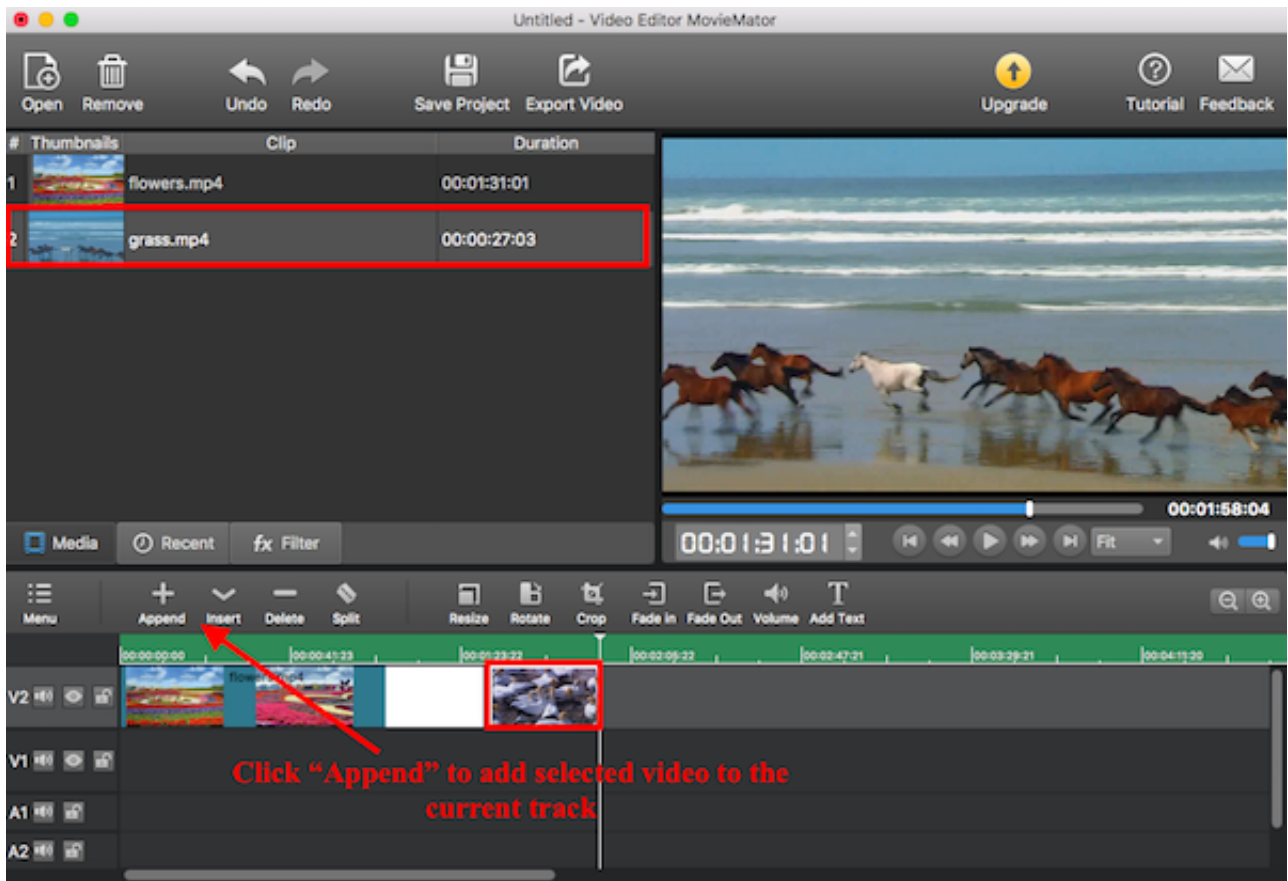 Untitled - Video Editor MovieMator
Open Remove Undo Redo Save Project Export Video Upgrade Tutorial Feedback
# Thumbnails Clip Duration
1 flowers.mp4 00:01:31:01
2 grass.mp4 00:00:27:03
00:01:58:04
Media Recent fx Filter
00:01:31:01 Fit
Menu Append Insert Delete Split Resize Rotate Crop Fade in Fade Out Volume T Add Text
00:00:00:00 00:00:41:23 00:01:23:22 00:02:05:22 00:02:47:21 00:03:29:21 00:04:11:20
flowers.mp4
V2
V1
Click “Append” to add selected video to the
current track
A1
A2